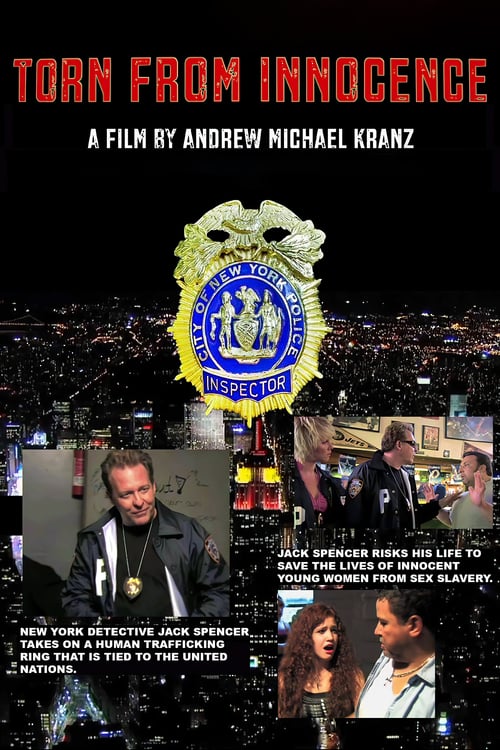 TORN FROM INNOCENCE
A FILM BY ANDREW MICHAEL KRANZ
CITY OF NEW YORK POLICE
INSPECTOR
JETS
P
P
JACK SPENCER RISKS HIS LIFE TO
SAVE THE LIVES OF INNOCENT
YOUNG WOMEN FROM SEX SLAVERY.
P
NEW YORK DETECTIVE JACK SPENCER
TAKES ON A HUMAN TRAFFICKING
RING THAT IS TIED TO THE UNITED
NATIONS.